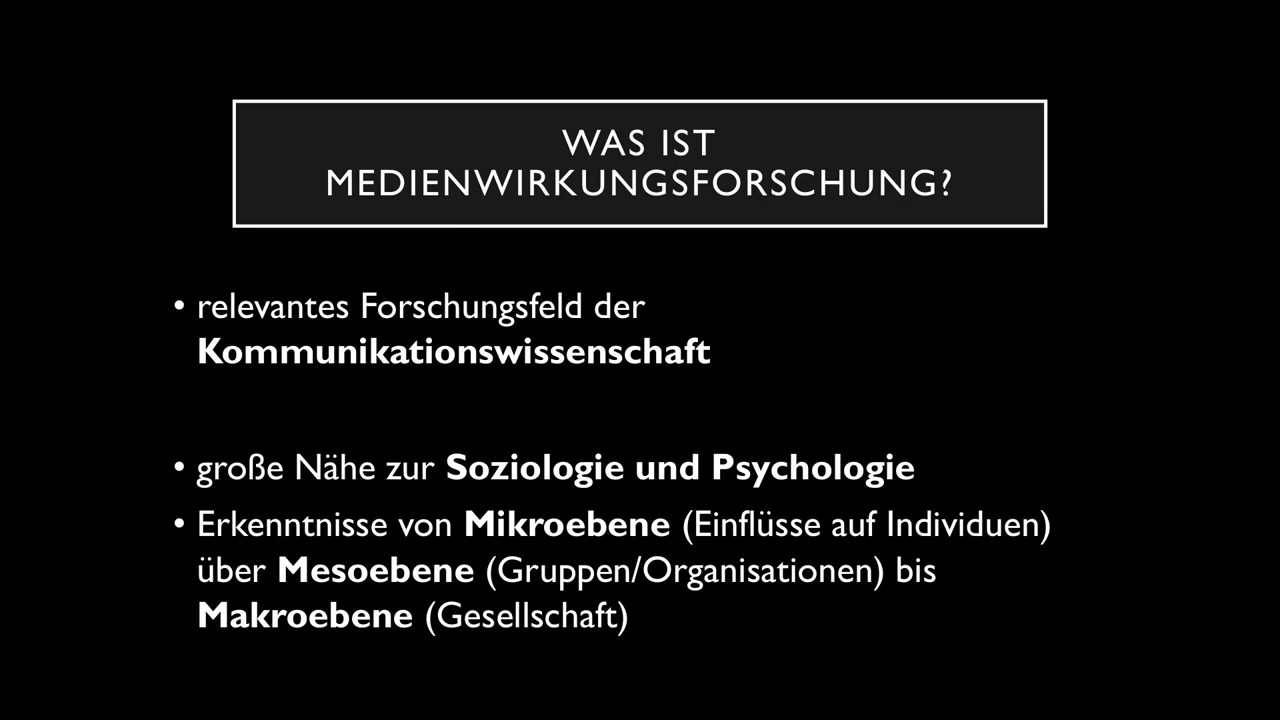 WAS IST
MEDIENWIRKUNGSFORSCHUNG?
• relevantes Forschungsfeld der
Kommunikationswissenschaft
• große Nähe zur Soziologie und Psychologie
• Erkenntnisse von Mikroebene (Einflüsse auf Individuen)
über Mesoebene (Gruppen/Organisationen) bis
Makroebene (Gesellschaft)